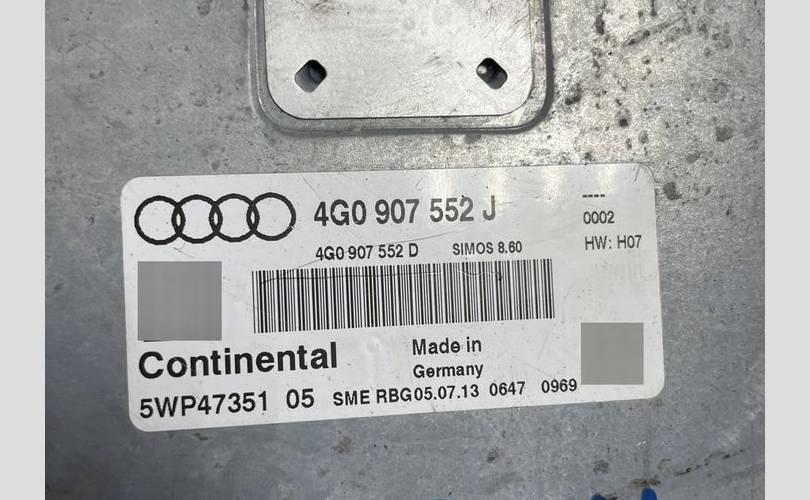 4G0 907 552 J
----
0002
4G0 907 552 D SIMOS 8.60
HW: H07
Continental
Made in
Germany
5WP47351 05 SME RBG05.07.13 0647 0969